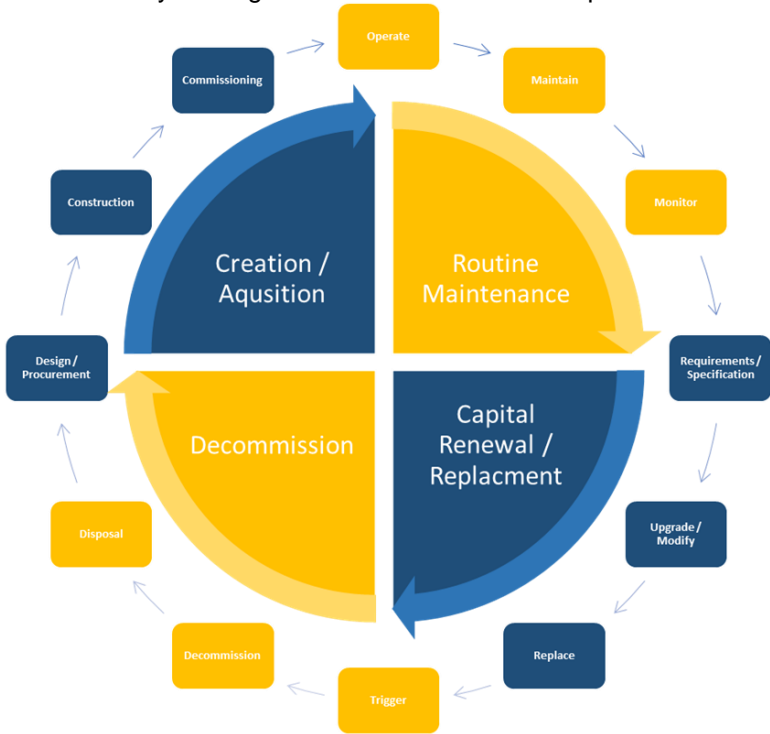 Operate
Commissioning
Maintain
Construction
Monitor
Creation /
Aqusition
Routine
Maintenance
Design /
Procurement
Requirements /
Specification
Decommission
Capital
Renewal /
Replacment
Disposal
Upgrade /
Modify
Decommission
Replace
Trigger